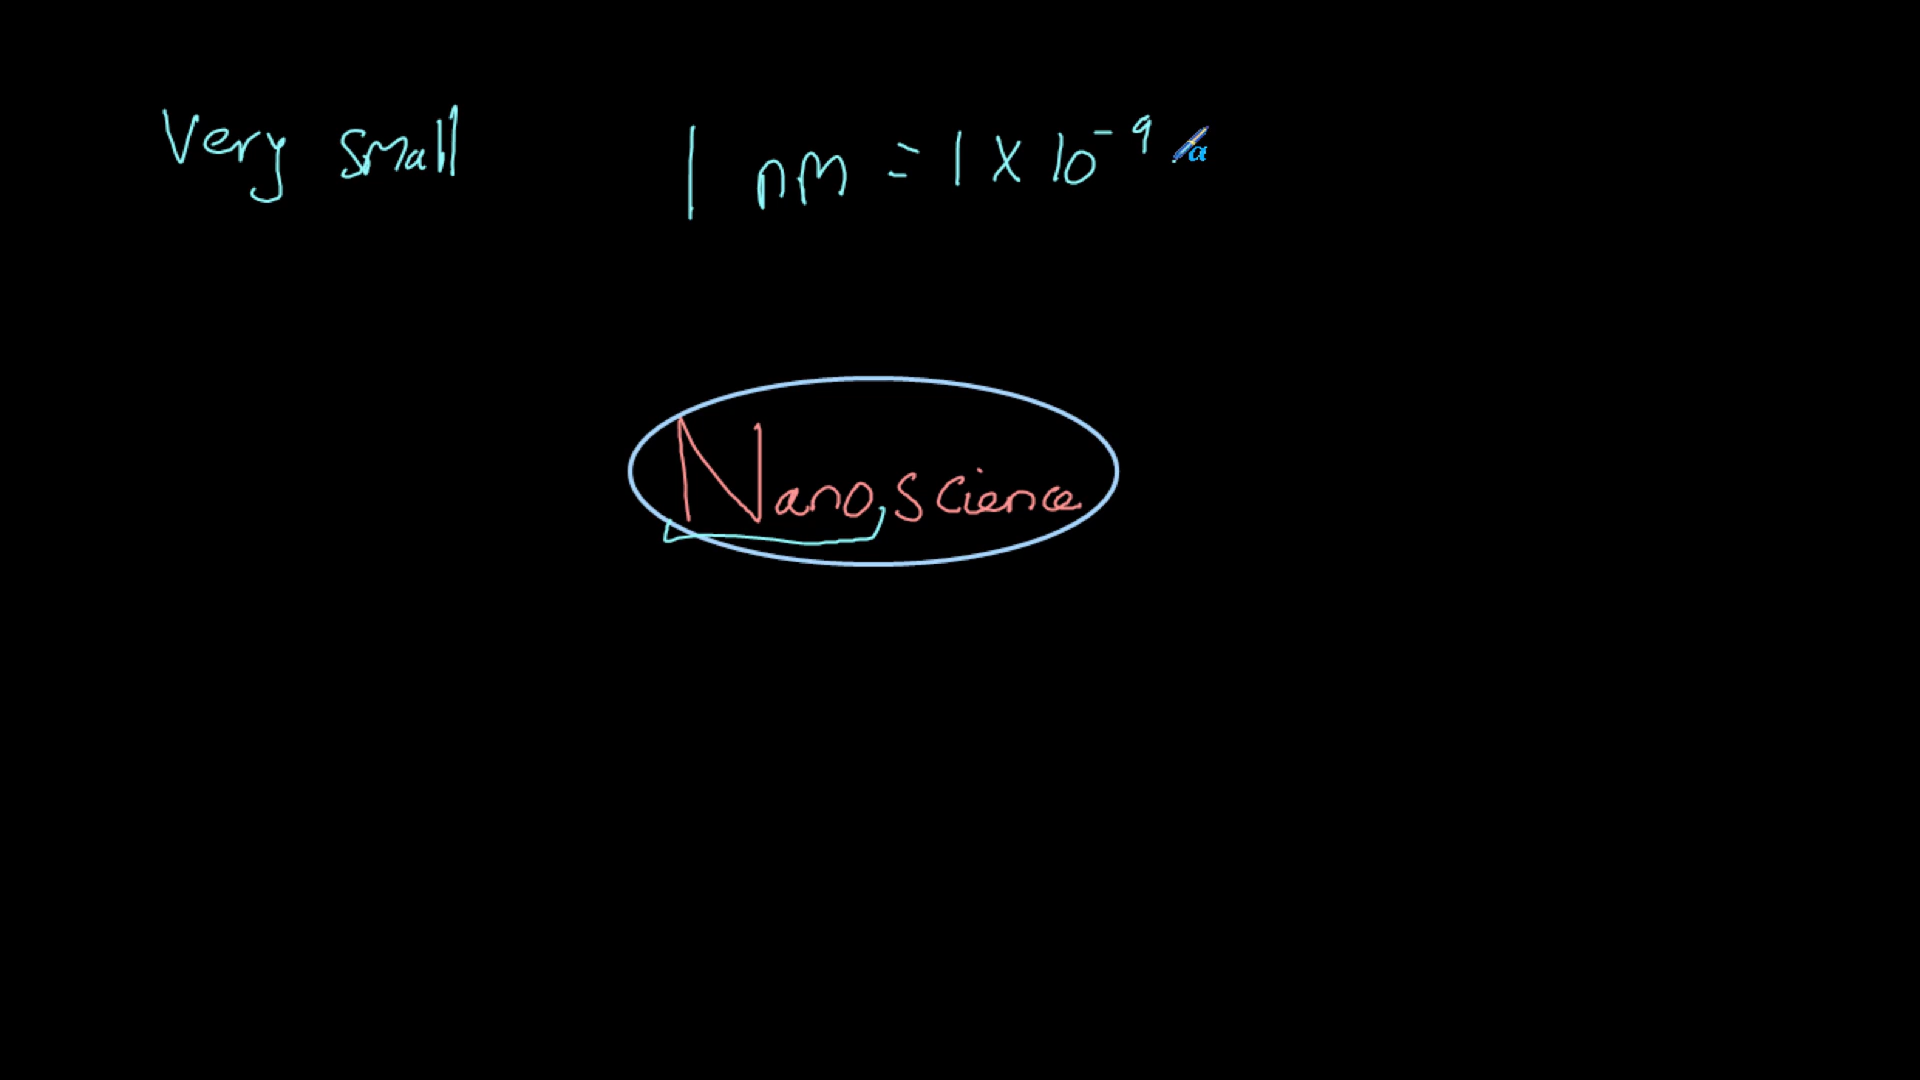 Very small
1 nm = 1 x 10⁻⁹
Nano,science